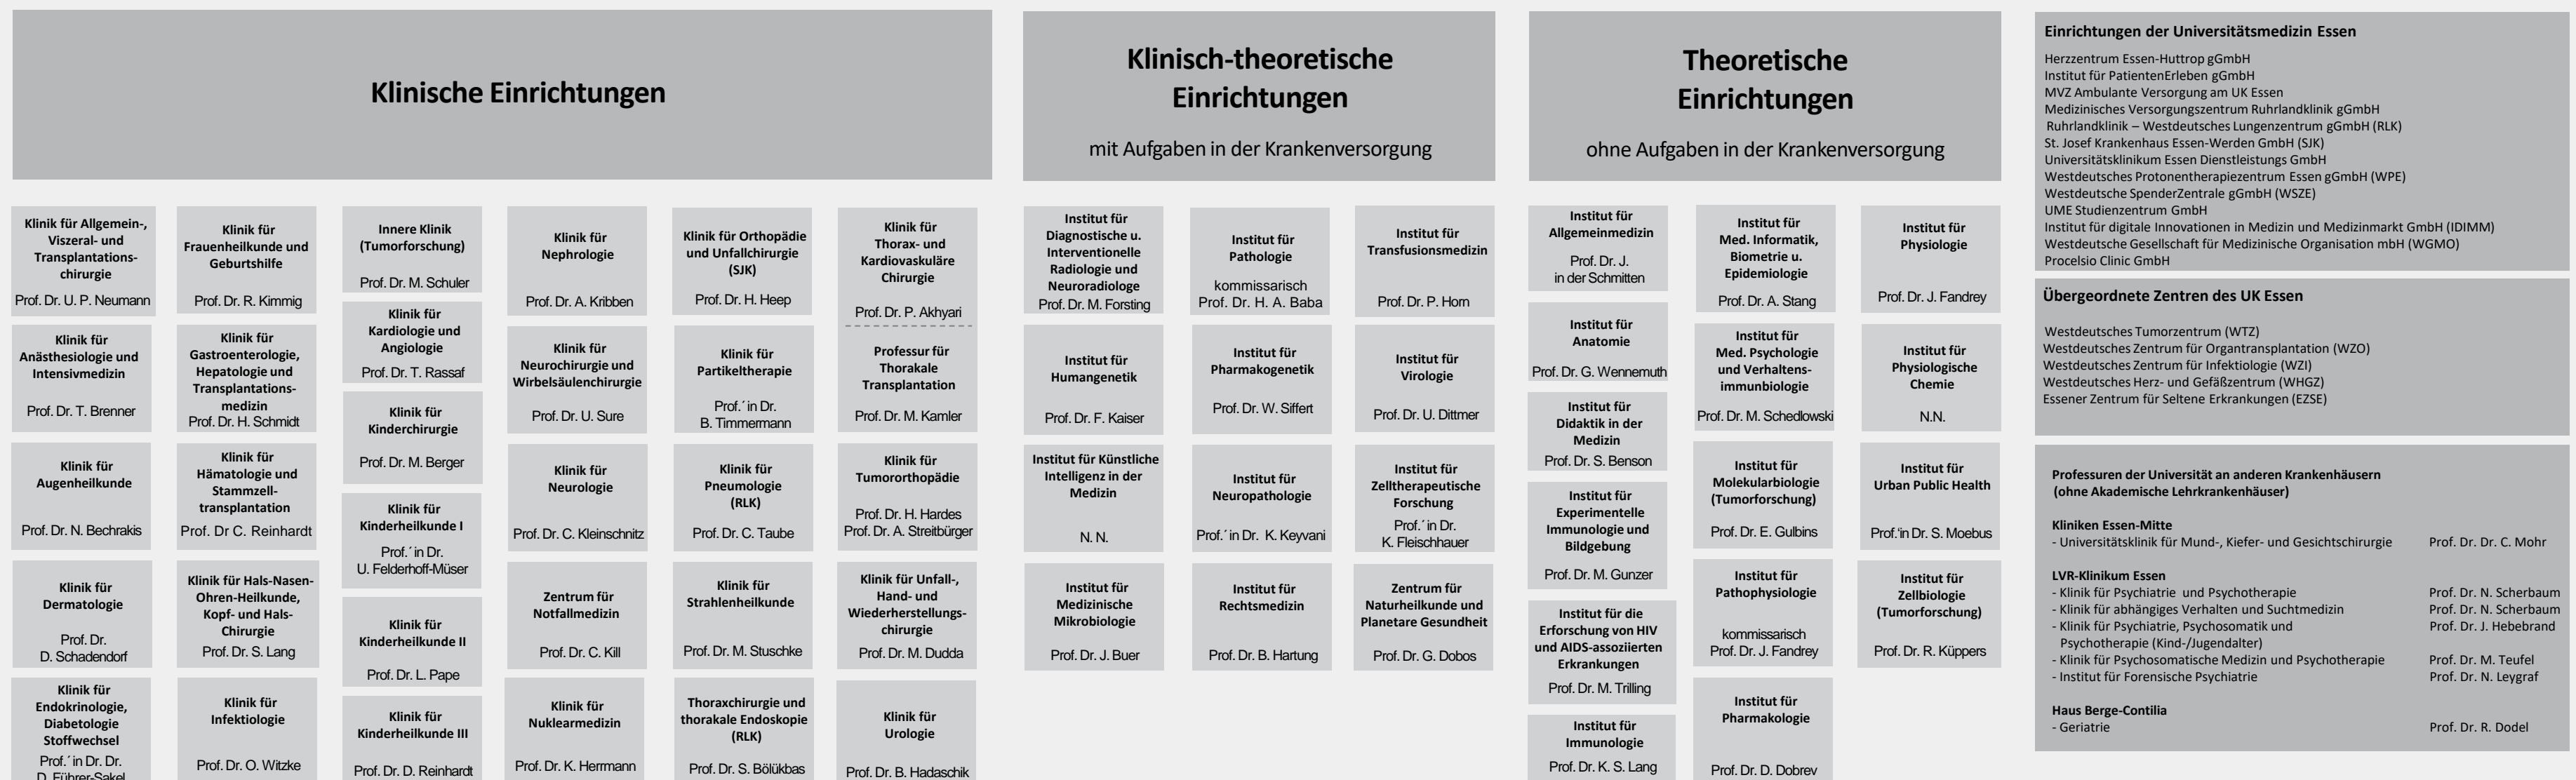 Klinische Einrichtungen
Klinik für Allgemein-,
Viszeral- und
Transplantations-
chirurgie
Prof. Dr. U. P. Neumann
Klinik für
Anästhesiologie und
Intensivmedizin
Prof. Dr. T. Brenner
Klinik für
Augenheilkunde
Prof. Dr. N. Bechrakis
Klinik für
Dermatologie
Prof. Dr.
D. Schadendorf
Klinik für
Endokrinologie,
Diabetologie
Stoffwechsel
Prof.´ in Dr. Dr.
D. Führer-Sakel
Klinik für
Frauenheilkunde und
Geburtshilfe
Prof. Dr. R. Kimmig
Klinik für
Gastroenterologie,
Hepatologie und
Transplantations-
medizin
Prof. Dr. H. Schmidt
Klinik für
Hämatologie und
Stammzell-
transplantation
Prof. Dr C. Reinhardt
Klinik für Hals-Nasen-
Ohren-Heilkunde,
Kopf- und Hals-
Chirurgie
Prof. Dr. S. Lang
Klinik für
Infektiologie
Prof. Dr. O. Witzke
Innere Klinik
(Tumorforschung)
Prof. Dr. M. Schuler
Klinik für
Kardiologie und
Angiologie
Prof. Dr. T. Rassaf
Klinik für
Kinderchirurgie
Prof. Dr. M. Berger
Klinik für
Kinderheilkunde I
Prof.´ in Dr.
U. Felderhoff-Müser
Klinik für
Kinderheilkunde II
Prof. Dr. L. Pape
Klinik für
Kinderheilkunde III
Prof. Dr. D. Reinhardt
Klinik für
Nephrologie
Prof. Dr. A. Kribben
Klinik für
Neurochirurgie und
Wirbelsäulenchirurgie
Prof. Dr. U. Sure
Klinik für
Neurologie
Prof. Dr. C. Kleinschnitz
Zentrum für
Notfallmedizin
Prof. Dr. C. Kill
Klinik für
Nuklearmedizin
Prof. Dr. K. Herrmann
Klinik für Orthopädie
und Unfallchirurgie
(SJK)
Prof. Dr. H. Heep
Klinik für
Partikeltherapie
Prof.´ in Dr.
B. Timmermann
Klinik für
Pneumologie
(RLK)
Prof. Dr. C. Taube
Klinik für
Strahlenheilkunde
Prof. Dr. M. Stuschke
Thoraxchirurgie und
thorakale Endoskopie
(RLK)
Prof. Dr. S. Bölükbas
Klinik für
Thorax- und
Kardiovaskuläre
Chirurgie
Prof. Dr. P. Akhyari
Professur für
Thorakale
Transplantation
Prof. Dr. M. Kamler
Klinik für
Tumororthopädie
Prof. Dr. H. Hardes
Prof. Dr. A. Streitbürger
Klinik für Unfall-,
Hand- und
Wiederherstellungs-
chirurgie
Prof. Dr. M. Dudda
Klinik für
Urologie
Prof. Dr. B. Hadaschik
Klinisch-theoretische
Einrichtungen
mit Aufgaben in der Krankenversorgung
Institut für
Diagnostische u.
Interventionelle
Radiologie und
Neuroradiologe
Prof. Dr. M. Forsting
Institut für
Humangenetik
Prof. Dr. F. Kaiser
Institut für Künstliche
Intelligenz in der
Medizin
N. N.
Institut für
Medizinische
Mikrobiologie
Prof. Dr. J. Buer
Institut für
Pathologie
kommissarisch
Prof. Dr. H. A. Baba
Institut für
Pharmakogenetik
Prof. Dr. W. Siffert
Institut für
Neuropathologie
Prof.´ in Dr. K. Keyvani
Institut für
Rechtsmedizin
Prof. Dr. B. Hartung
Institut für
Transfusionsmedizin
Prof. Dr. P. Horn
Institut für
Virologie
Prof. Dr. U. Dittmer
Institut für
Zelltherapeutische
Forschung
Prof.´ in Dr.
K. Fleischhauer
Zentrum für
Naturheilkunde und
Planetare Gesundheit
Prof. Dr. G. Dobos
Theoretische
Einrichtungen
ohne Aufgaben in der Krankenversorgung
Institut für
Allgemeinmedizin
Prof. Dr. J.
in der Schmitten
Institut für
Anatomie
Prof. Dr. G. Wennemuth
Institut für
Didaktik in der
Medizin
Prof. Dr. S. Benson
Institut für
Experimentelle
Immunologie und
Bildgebung
Prof. Dr. M. Gunzer
Institut für die
Erforschung von HIV
und AIDS-assoziierten
Erkrankungen
Prof. Dr. M. Trilling
Institut für
Immunologie
Prof. Dr. K. S. Lang
Institut für
Med. Informatik,
Biometrie u.
Epidemiologie
Prof. Dr. A. Stang
Institut für
Med. Psychologie
und Verhaltens-
immunbiologie
Prof. Dr. M. Schedlowski
Institut für
Molekularbiologie
(Tumorforschung)
Prof. Dr. E. Gulbins
Institut für
Pathophysiologie
kommissarisch
Prof. Dr. J. Fandrey
Institut für
Pharmakologie
Prof. Dr. D. Dobrev
Institut für
Physiologie
Prof. Dr. J. Fandrey
Institut für
Physiologische
Chemie
N.N.
Institut für
Urban Public Health
Prof.'in Dr. S. Moebus
Institut für
Zellbiologie
(Tumorforschung)
Prof. Dr. R. Küppers
Einrichtungen der Universitätsmedizin Essen
Herzzentrum Essen-Huttrop gGmbH
Institut für PatientenErleben gGmbH
MVZ Ambulante Versorgung am UK Essen
Medizinisches Versorgungszentrum Ruhrlandklinik gGmbH
Ruhrlandklinik – Westdeutsches Lungenzentrum gGmbH (RLK)
St. Josef Krankenhaus Essen-Werden GmbH (SJK)
Universitätsklinikum Essen Dienstleistungs GmbH
Westdeutsches Protonentherapiezentrum Essen gGmbH (WPE)
Westdeutsche SpenderZentrale gGmbH (WSZE)
UME Studienzentrum GmbH
Institut für digitale Innovationen in Medizin und Medizinmarkt GmbH (IDIMM)
Westdeutsche Gesellschaft für Medizinische Organisation mbH (WGMO)
Procelsio Clinic GmbH
Übergeordnete Zentren des UK Essen
Westdeutsches Tumorzentrum (WTZ)
Westdeutsches Zentrum für Organtransplantation (WZO)
Westdeutsches Zentrum für Infektiologie (WZI)
Westdeutsches Herz- und Gefäßzentrum (WHGZ)
Essener Zentrum für Seltene Erkrankungen (EZSE)
Professuren der Universität an anderen Krankenhäusern
(ohne Akademische Lehrkrankenhäuser)
Kliniken Essen-Mitte
- Universitätsklinik für Mund-, Kiefer- und Gesichtschirurgie Prof. Dr. Dr. C. Mohr
LVR-Klinikum Essen
- Klinik für Psychiatrie und Psychotherapie Prof. Dr. N. Scherbaum
- Klinik für abhängiges Verhalten und Suchtmedizin Prof. Dr. N. Scherbaum
- Klinik für Psychiatrie, Psychosomatik und Prof. Dr. J. Hebebrand
Psychotherapie (Kind-/Jugendalter)
- Klinik für Psychosomatische Medizin und Psychotherapie Prof. Dr. M. Teufel
- Institut für Forensische Psychiatrie Prof. Dr. N. Leygraf
Haus Berge-Contilia
- Geriatrie Prof. Dr. R. Dodel